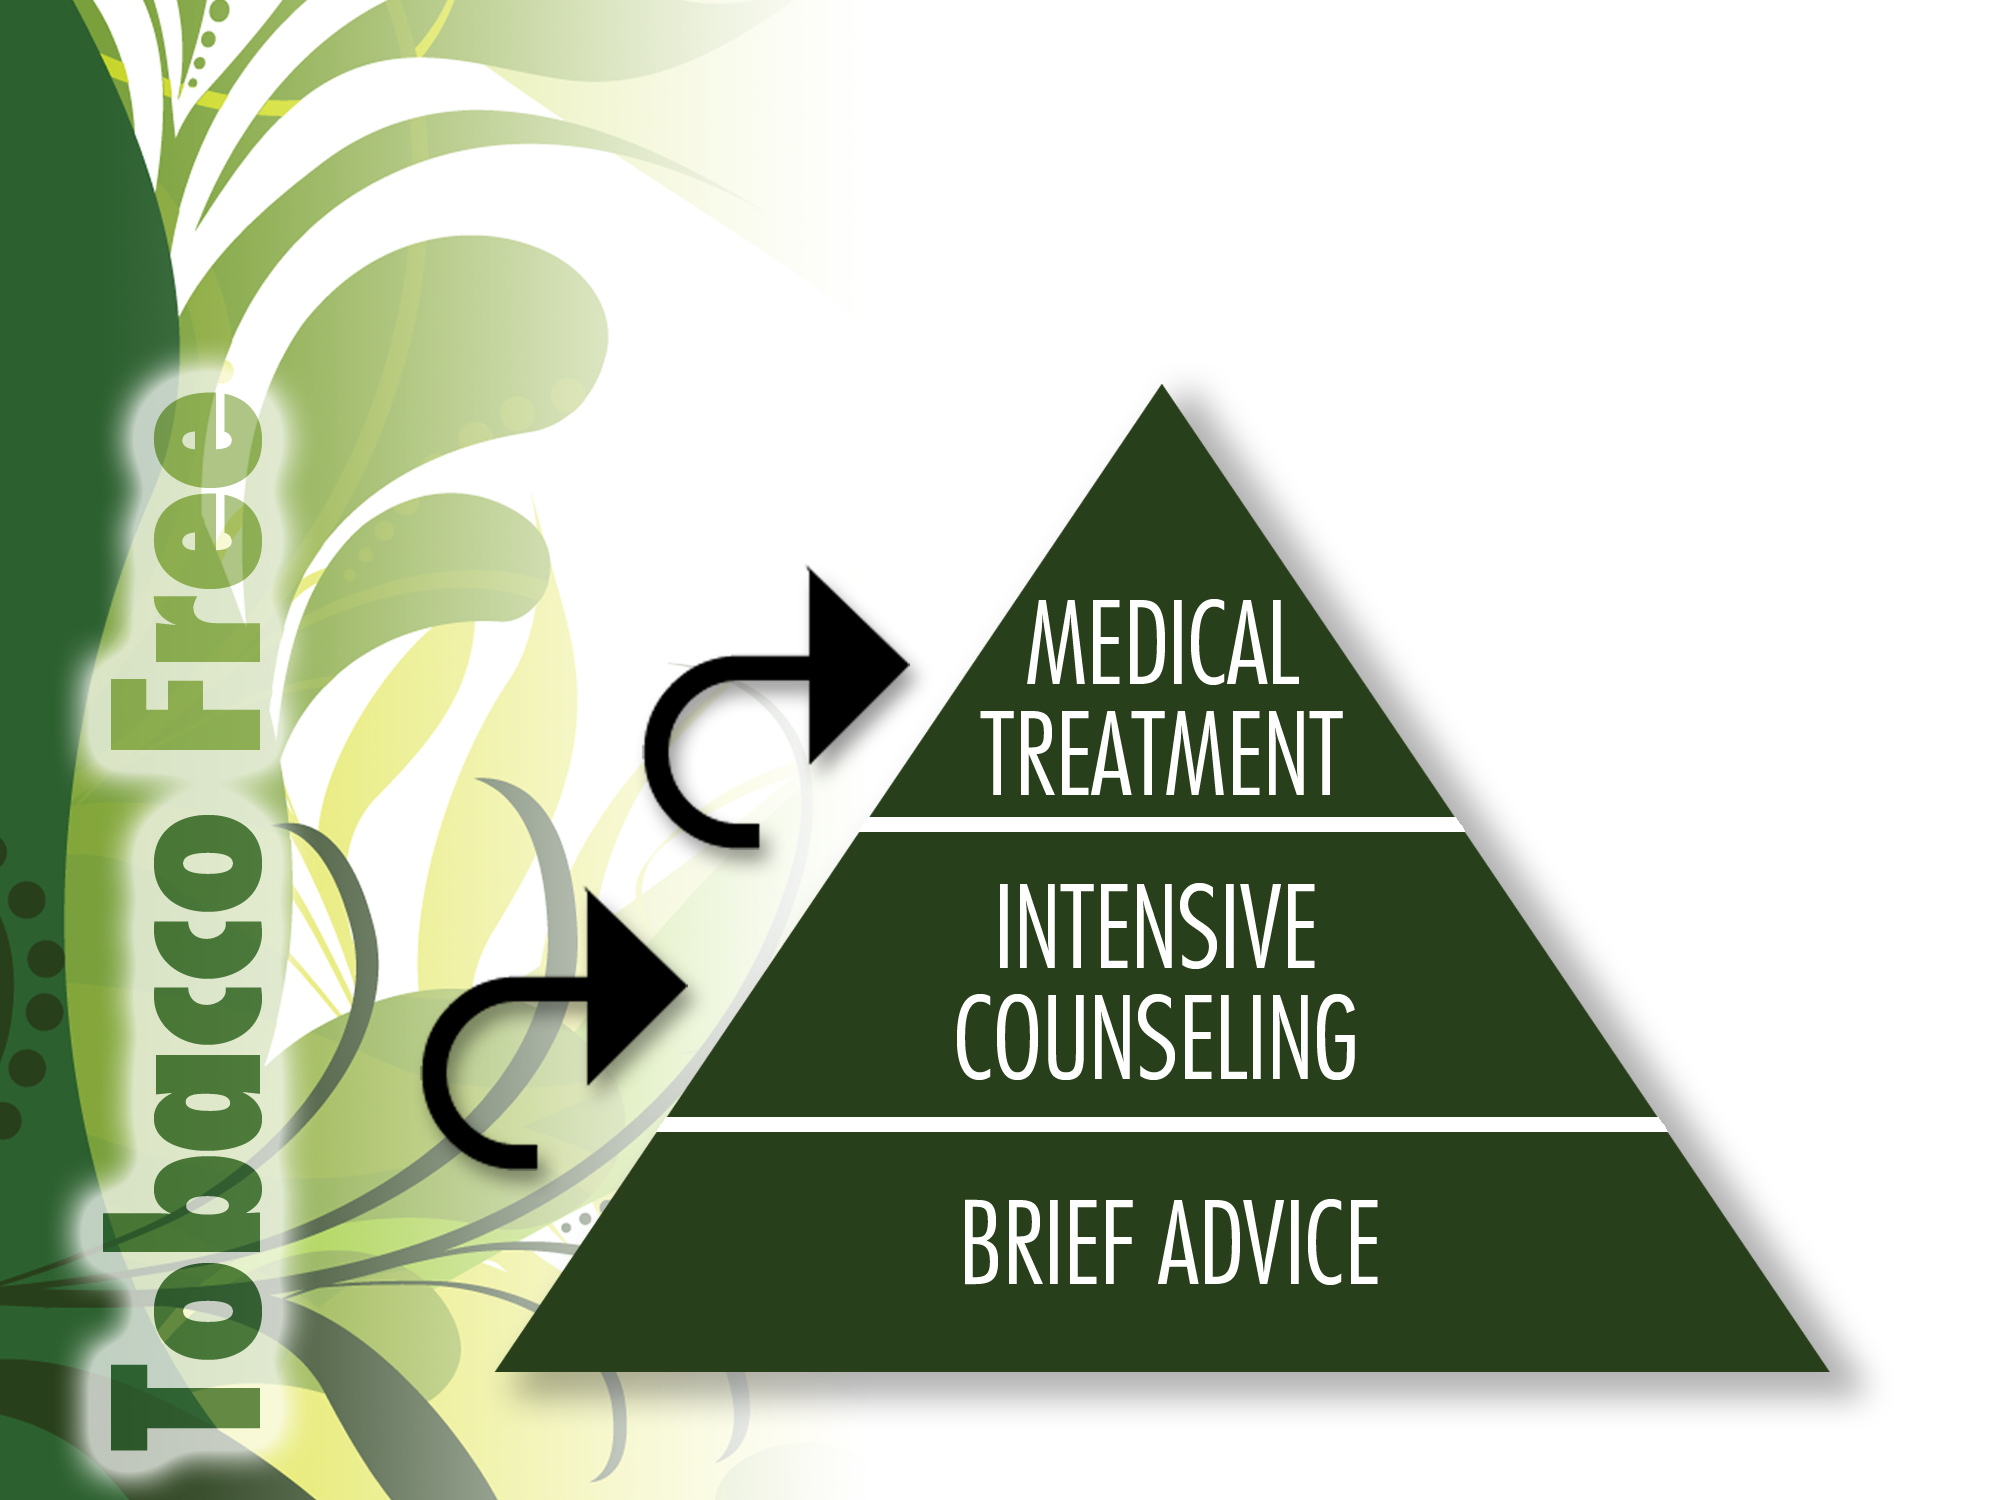 Tobacco Free
MEDICAL
TREATMENT
INTENSIVE
COUNSELING
BRIEF ADVICE